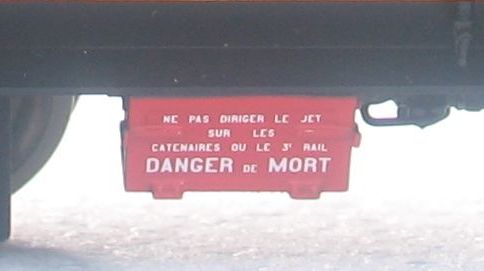 NE PAS DIRIGER LE JET
SUR LES
CATENAIRES OU LE 3e RAIL
DANGER DE MORT